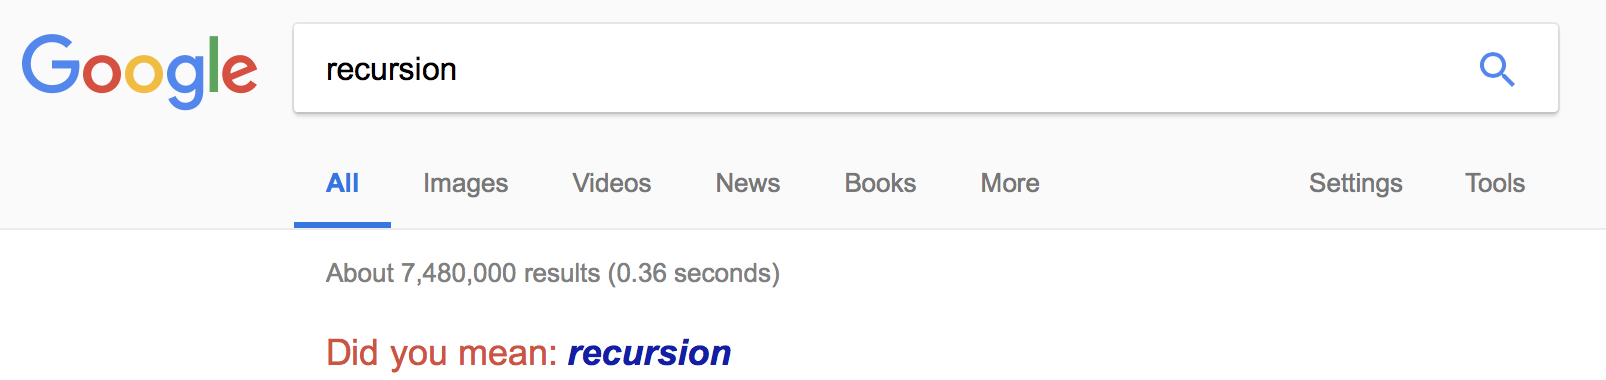 Google recursion
All Images Videos News Books More Settings Tools
About 7,480,000 results (0.36 seconds)
Did you mean: recursion